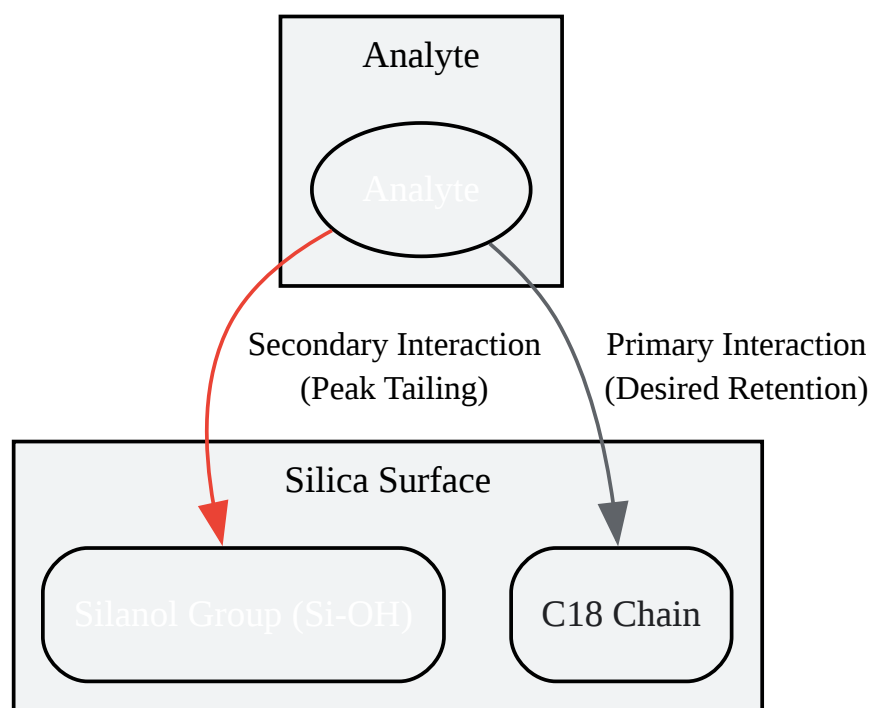 Analyte
Analyte
Secondary Interaction
(Peak Tailing)
Primary Interaction
(Desired Retention)
Silica Surface
Silanol Group (Si-OH)
C18 Chain